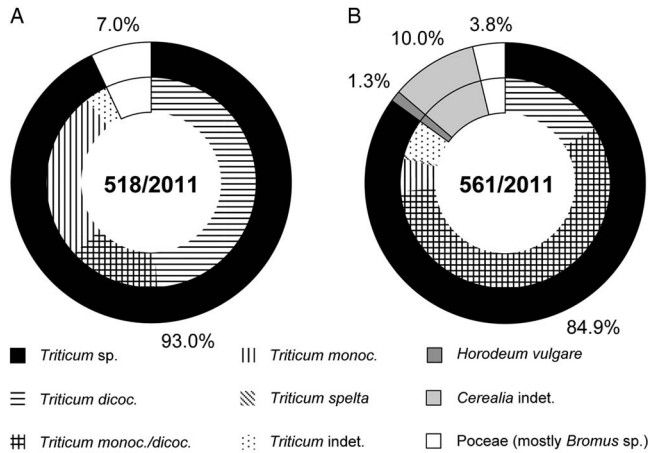 A
B
7.0%
3.8%
10.0%
1.3%
518/2011
561/2011
93.0%
84.9%
Triticum sp.
Triticum monoc.
Horodeum vulgare
Triticum dicoc.
Triticum spelta
Cerealia indet.
Triticum monoc./dicoc.
Triticum indet.
Poceae (mostly Bromus sp.)